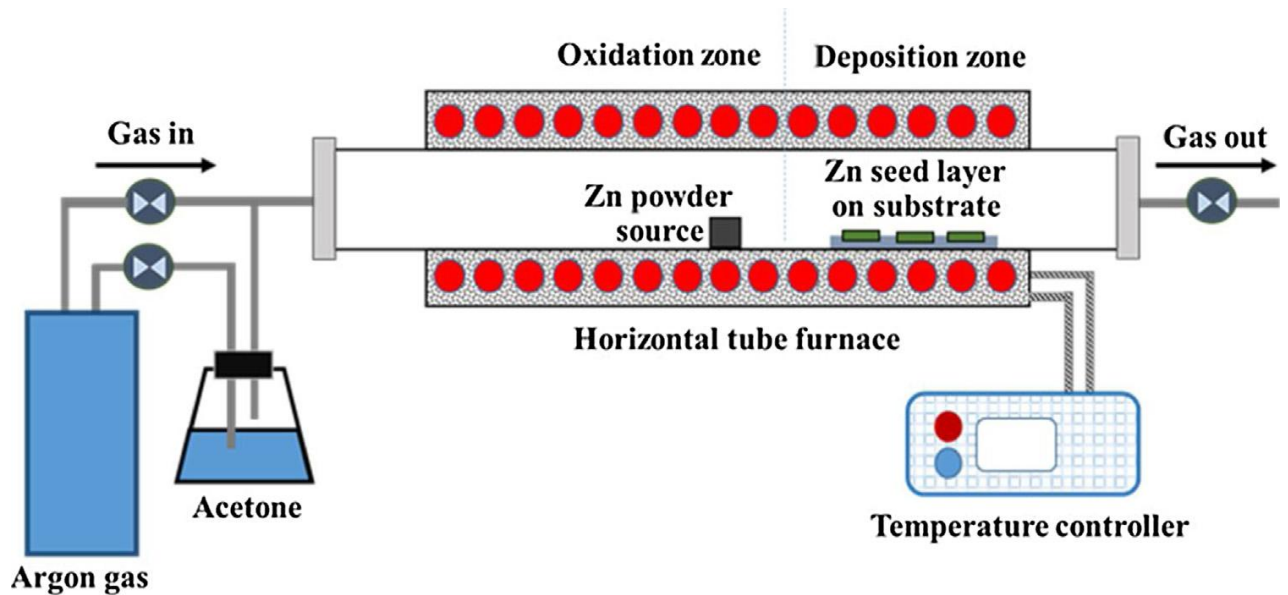 Oxidation zone
Deposition zone
Gas in
Gas out
Zn powder
source
Zn seed layer
on substrate
Horizontal tube furnace
Acetone
Temperature controller
Argon gas